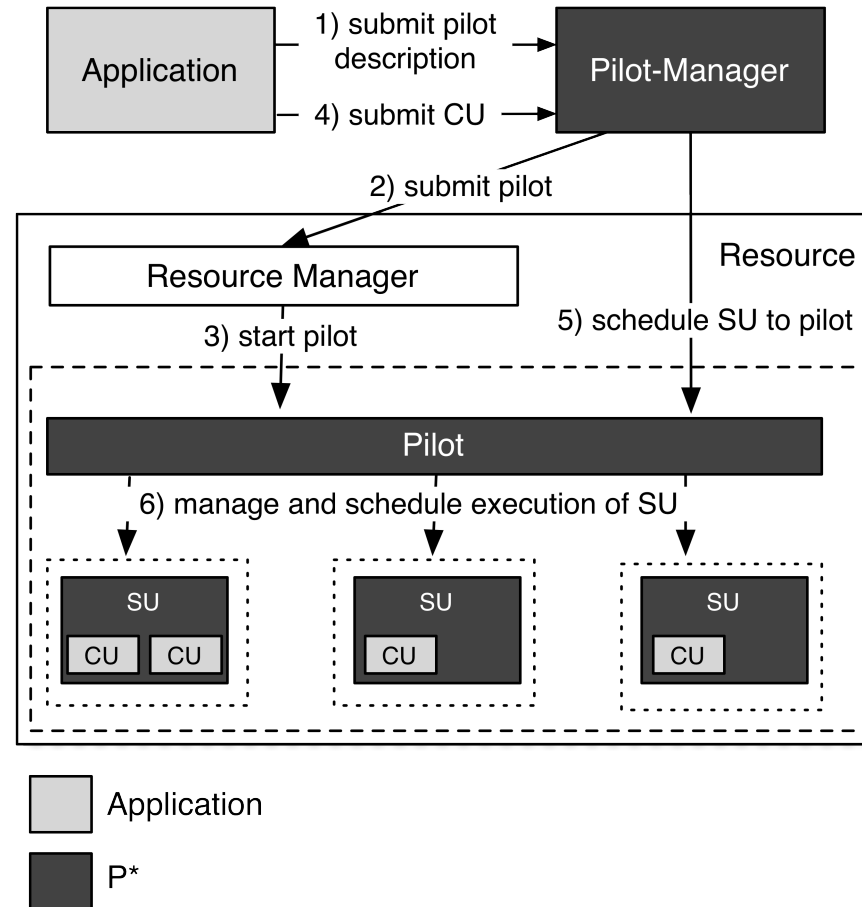 Application
1) submit pilot
description
Pilot-Manager
4) submit CU
2) submit pilot
Resource
Resource Manager
3) start pilot
5) schedule SU to pilot
Pilot
6) manage and schedule execution of SU
SU
SU
SU
CU
CU
CU
CU
Application
P*